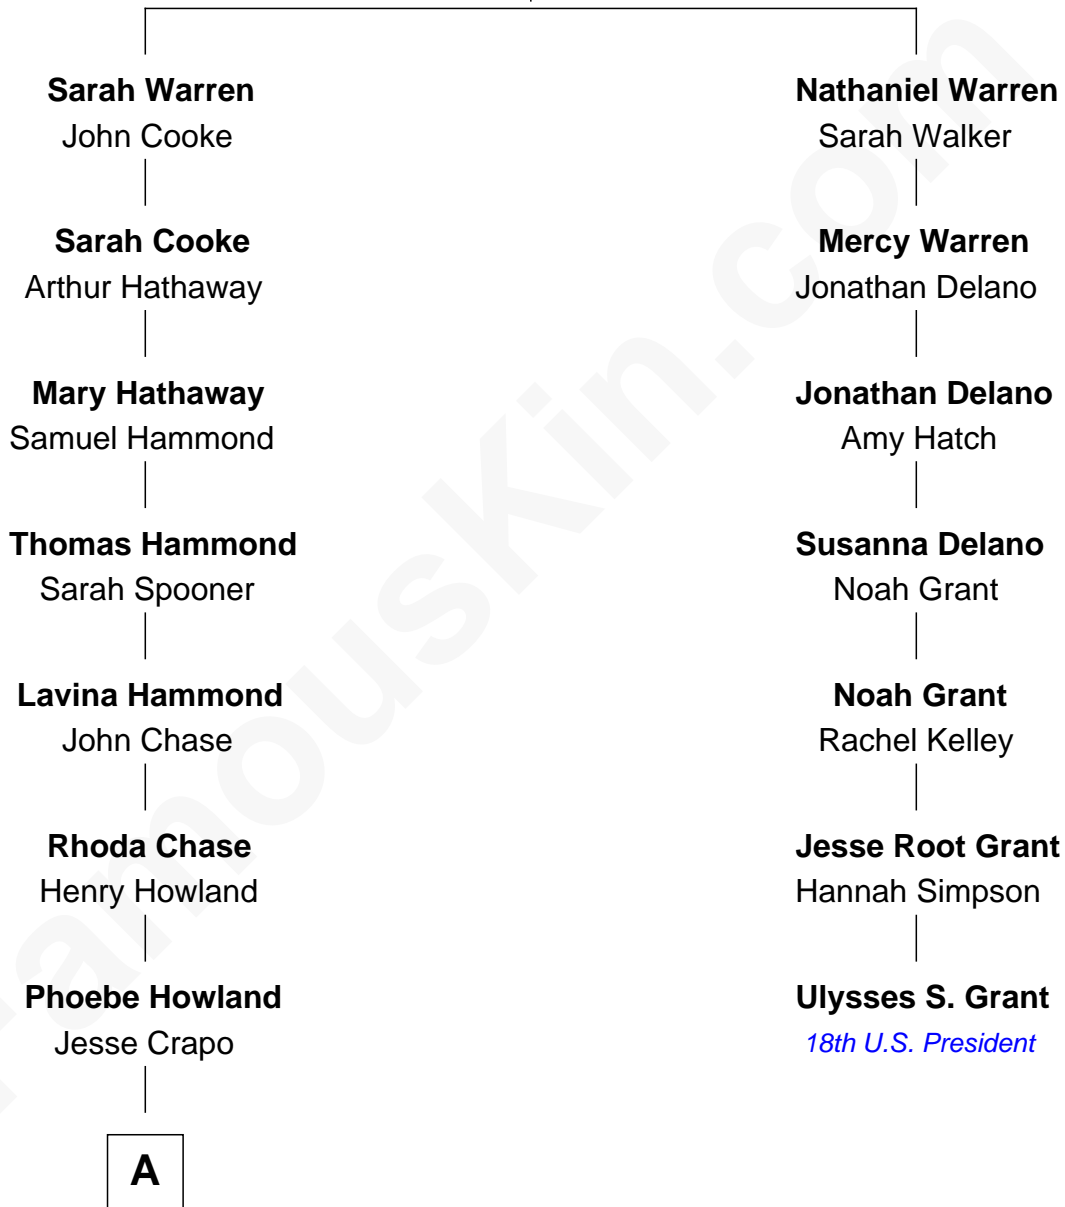 Sarah Warren
John Cooke
Sarah Cooke
Arthur Hathaway
Mary Hathaway
Samuel Hammond
Thomas Hammond
Sarah Spooner
Lavina Hammond
John Chase
Rhoda Chase
Henry Howland
Phoebe Howland
Jesse Crapo
A
Nathaniel Warren
Sarah Walker
Mercy Warren
Jonathan Delano
Jonathan Delano
Amy Hatch
Susanna Delano
Noah Grant
Noah Grant
Rachel Kelley
Jesse Root Grant
Hannah Simpson
Ulysses S. Grant
18th U.S. President
FamousKin.com